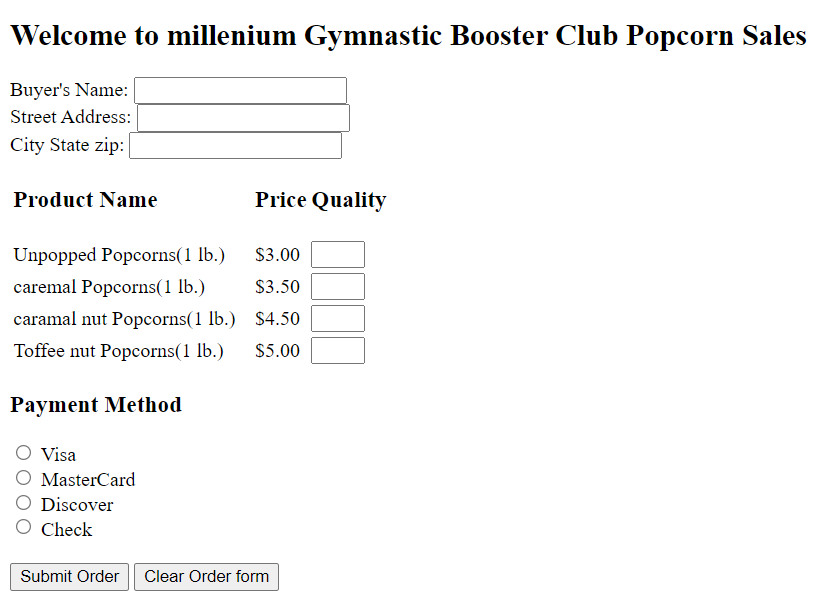 Welcome to millenium Gymnastic Booster Club Popcorn Sales
Buyer's Name:
Street Address:
City State zip:
Product Name Price Quality
Unpopped Popcorns(1 lb.) $3.00
caremal Popcorns(1 lb.) $3.50
caramal nut Popcorns(1 lb.) $4.50
Toffee nut Popcorns(1 lb.) $5.00
Payment Method
Visa
MasterCard
Discover
Check
Submit Order Clear Order form